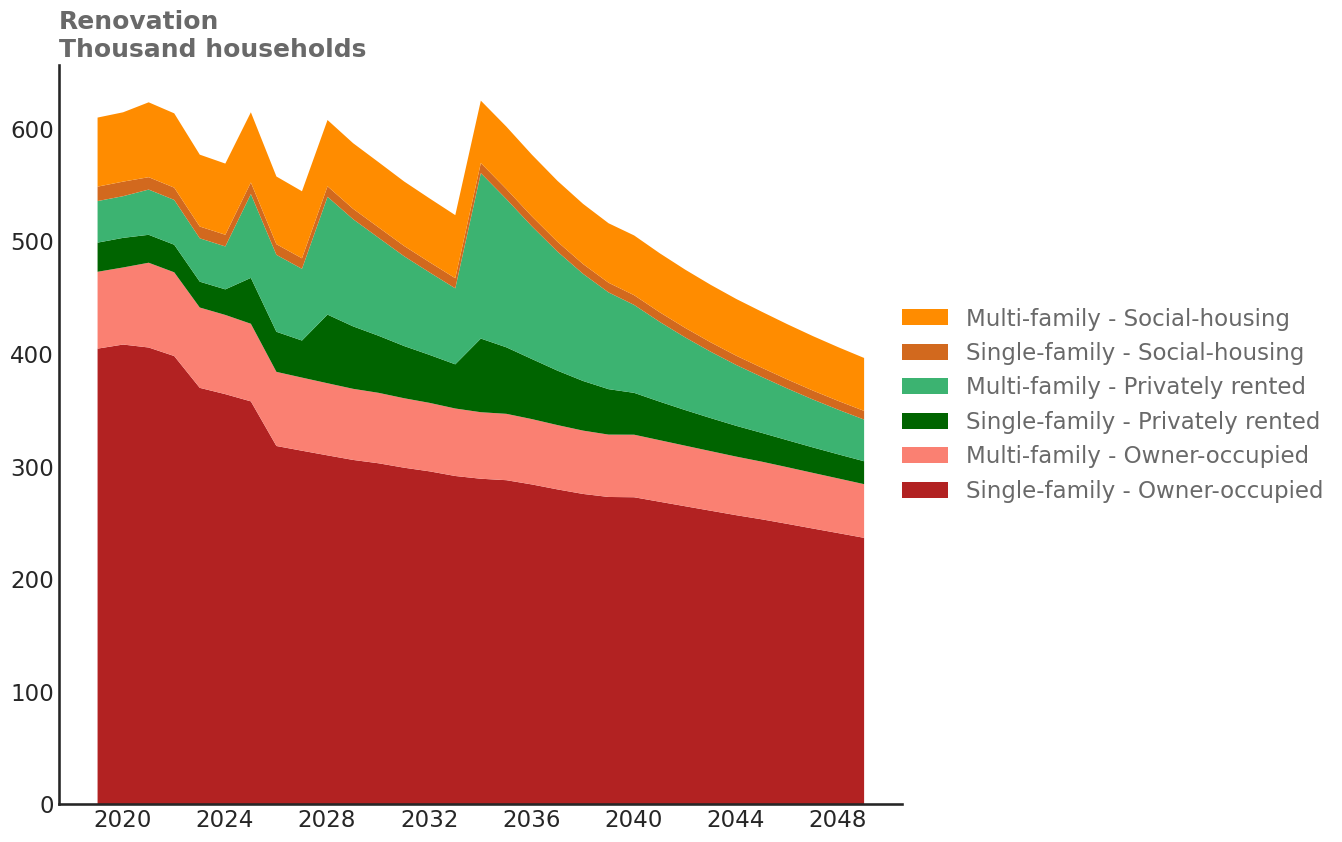 Renovation
Thousand households
600
500
400
300
200
100
0
2020 2024 2028 2032 2036 2040 2044 2048
Multi-family - Social-housing
Single-family - Social-housing
Multi-family - Privately rented
Single-family - Privately rented
Multi-family - Owner-occupied
Single-family - Owner-occupied